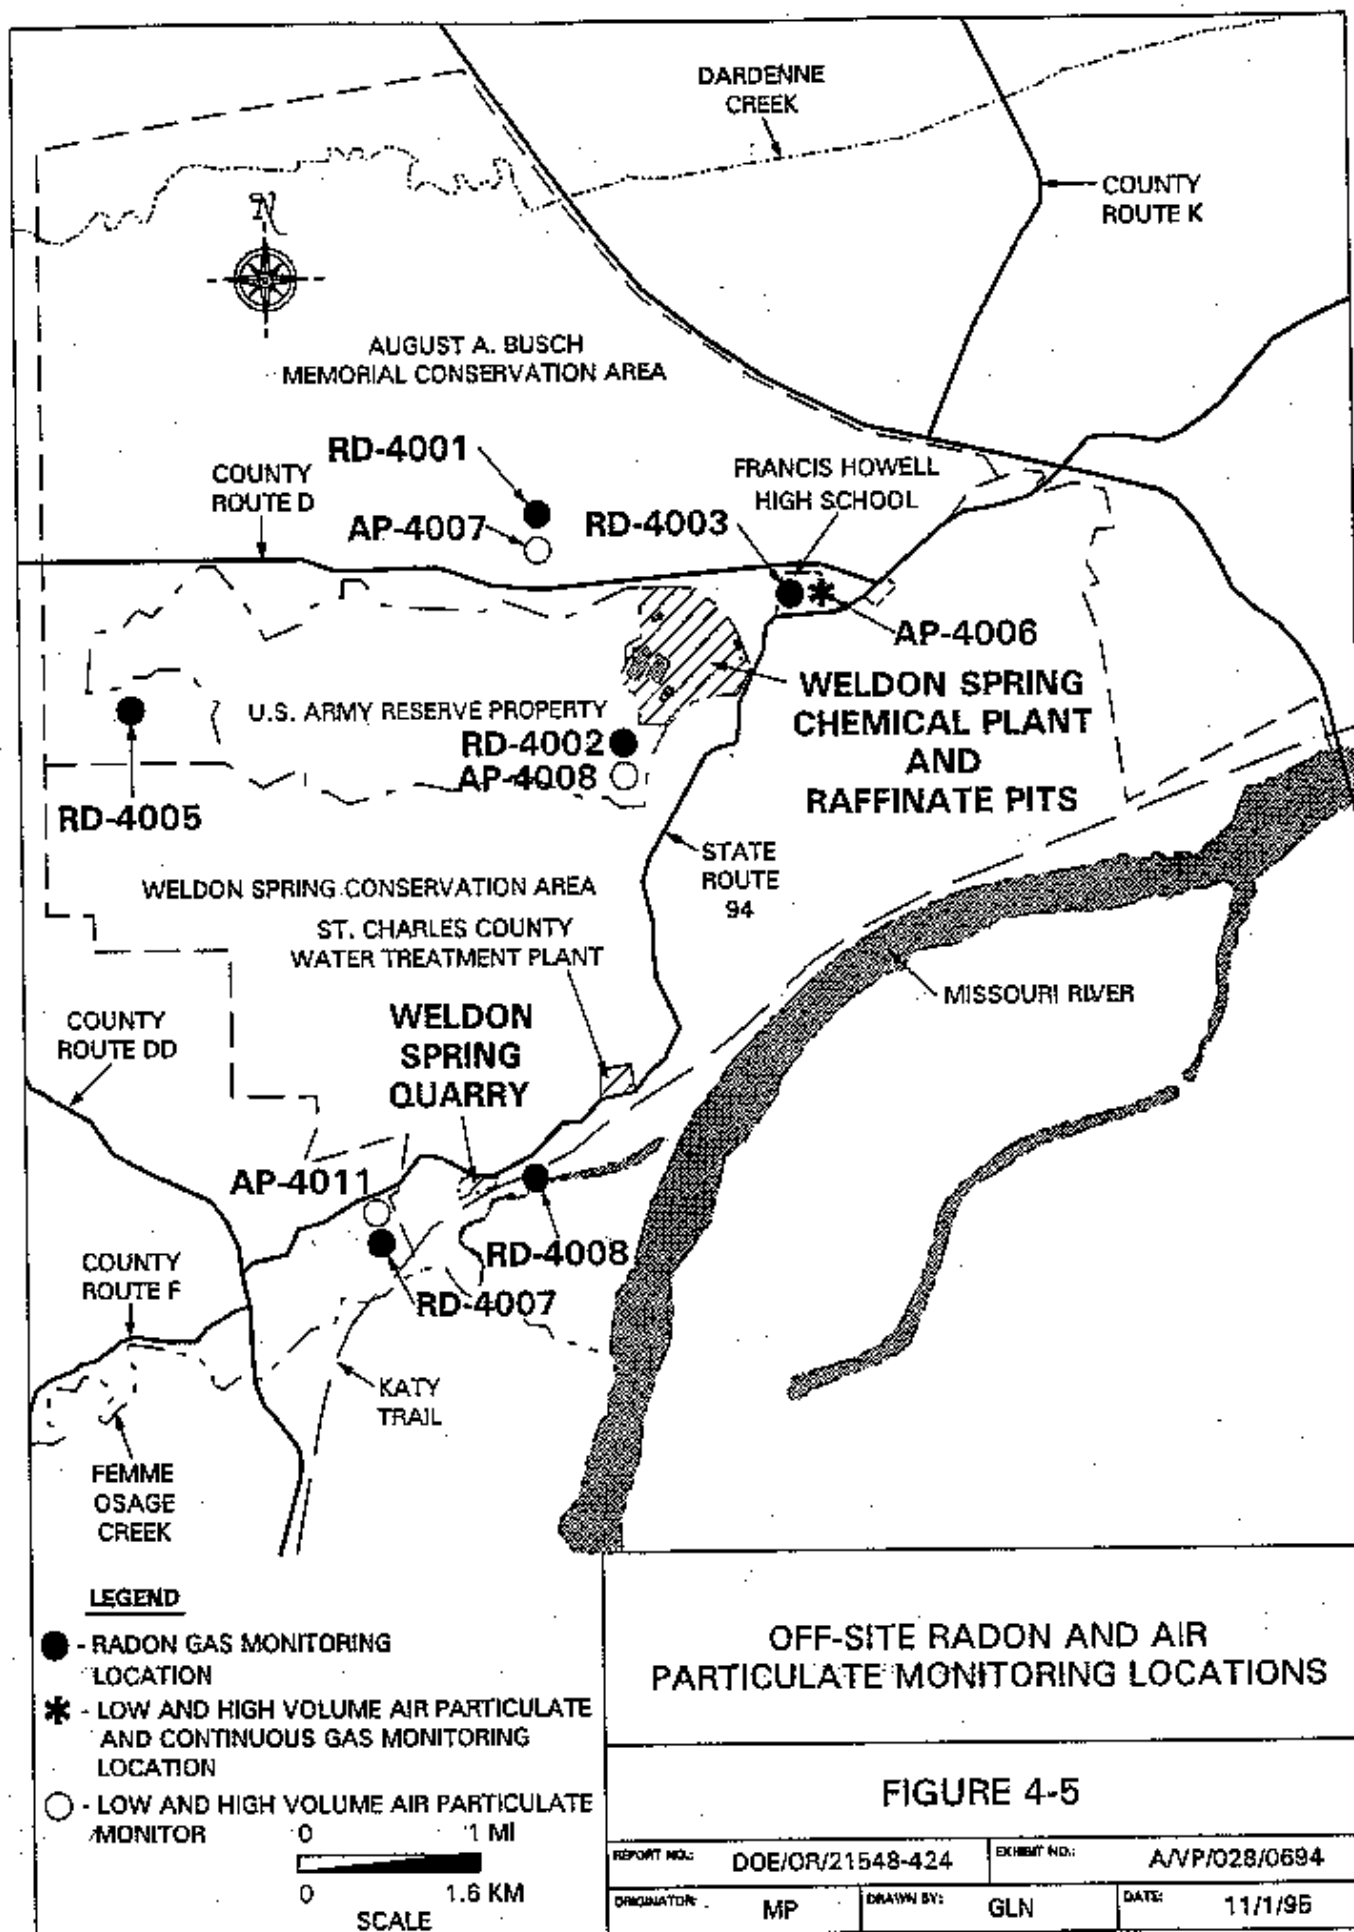 DARDENNE
CREEK
COUNTY
ROUTE K
N
AUGUST A. BUSCH
MEMORIAL CONSERVATION AREA
RD-4001
COUNTY
ROUTE D
AP-4007
FRANCIS HOWELL
HIGH SCHOOL
RD-4003
AP-4006
WELDON SPRING
CHEMICAL PLANT
AND
RAFFINATE PITS
U.S. ARMY RESERVE PROPERTY
RD-4002
AP-4008
RD-4005
STATE
ROUTE
94
WELDON SPRING CONSERVATION AREA
ST. CHARLES COUNTY
WATER TREATMENT PLANT
MISSOURI RIVER
WELDON
SPRING
QUARRY
COUNTY
ROUTE DD
AP-4011
RD-4008
RD-4007
COUNTY
ROUTE F
KATY
TRAIL
FEMME
OSAGE
CREEK
LEGEND
- RADON GAS MONITORING
LOCATION
- LOW AND HIGH VOLUME AIR PARTICULATE
AND CONTINUOUS GAS MONITORING
LOCATION
- LOW AND HIGH VOLUME AIR PARTICULATE
MONITOR
0 1 MI
0 1.6 KM
SCALE
OFF-SITE RADON AND AIR
PARTICULATE MONITORING LOCATIONS
FIGURE 4-5
REPORT NO.: DOE/OR/21548-424 EXHIBIT NO.: A/VP/028/0694
ORIGINATOR: MP DRAWN BY: GLN DATE: 11/1/95